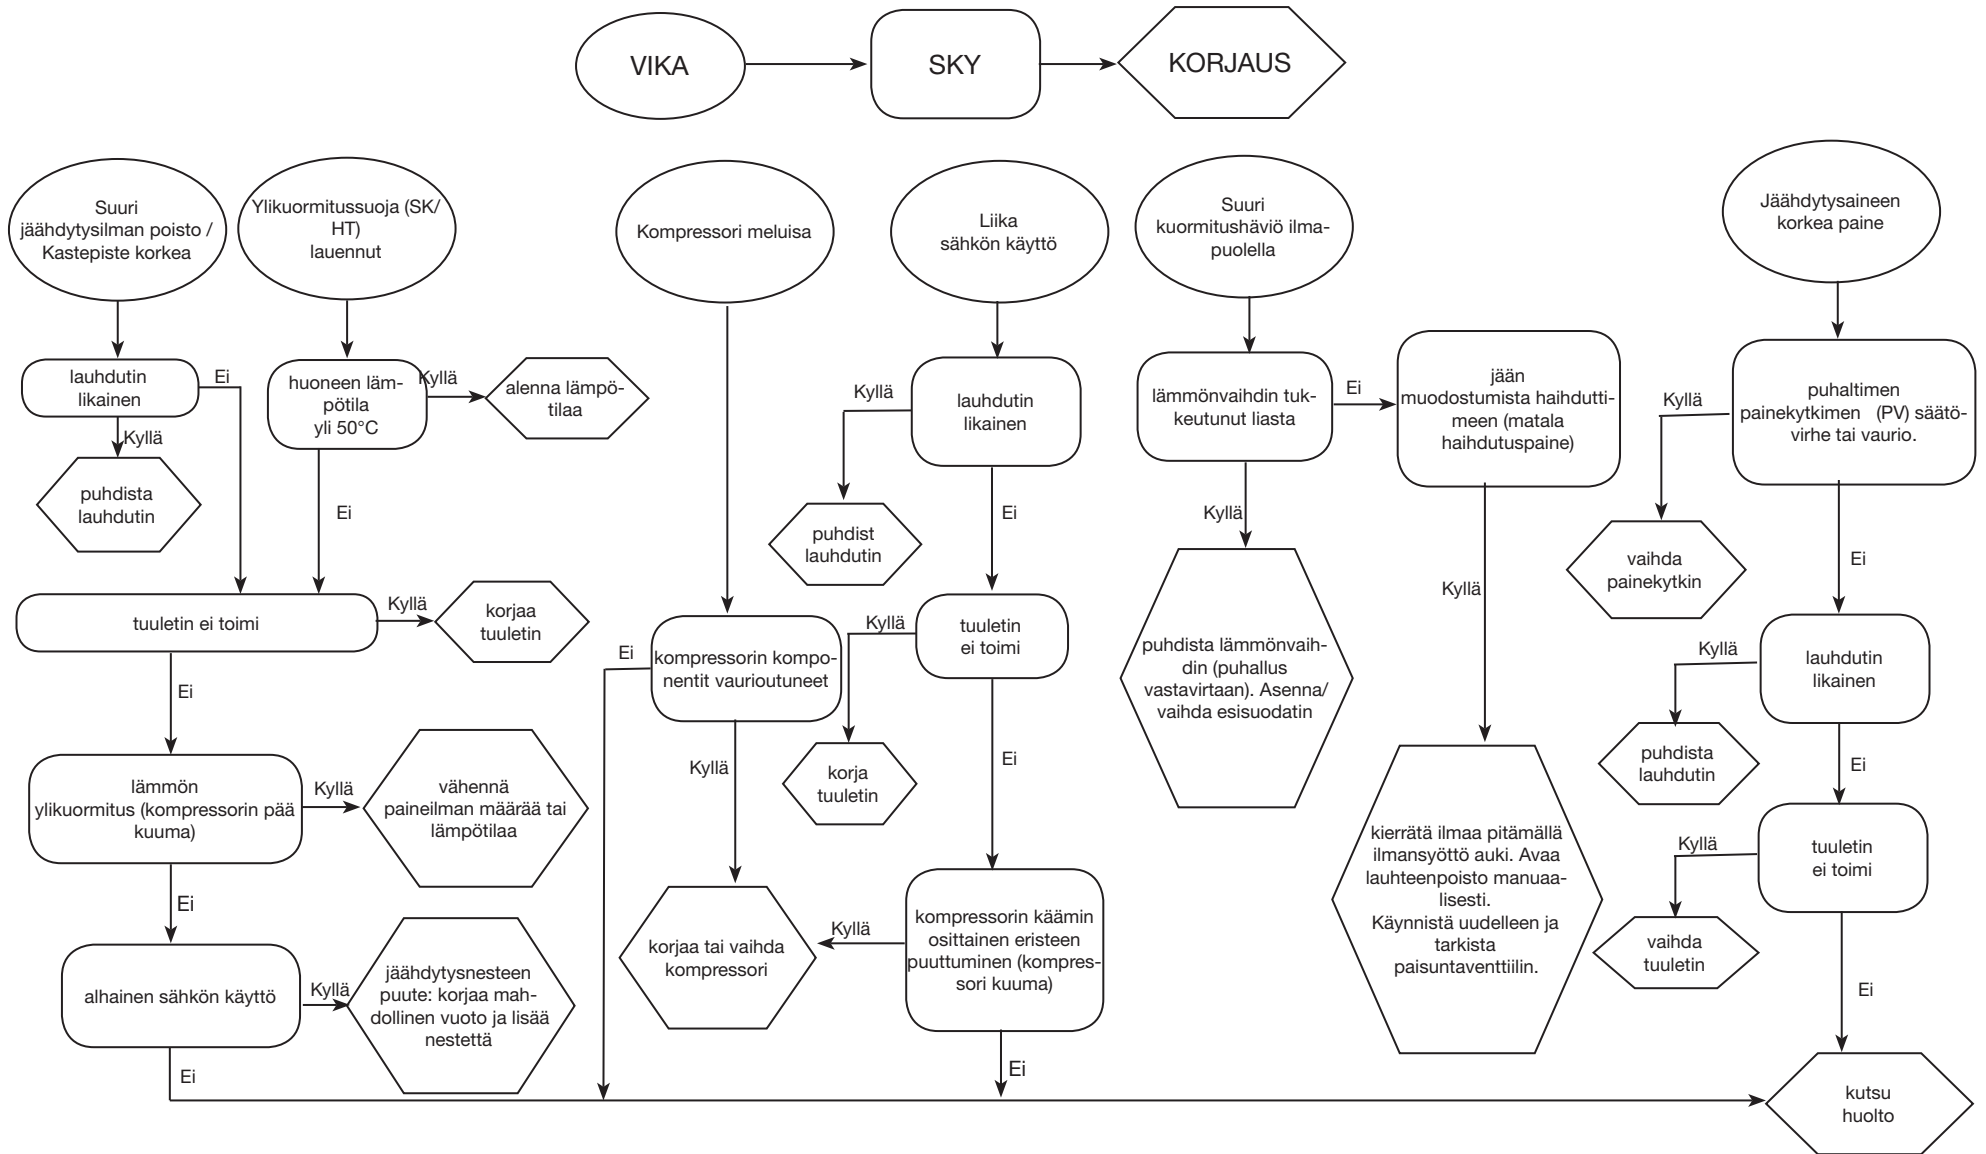 VIKA
SKY
KORJAUS
Suuri
jäähdytysilman poisto /
Kastepiste korkea
Ylikuormitussuoja (SK/
HT)
lauennut
Kompressori meluisa
Liika
sähkön käyttö
Suuri
kuormitushäviö ilma-
puolella
Jäähdytysaineen
korkea paine
lauhdutin
likainen
Ei
Kyllä
puhdista
lauhdutin
huoneen läm-
pötila
yli 50°C
Kyllä
alenna lämpö-
tilaa
Ei
tuuletin ei toimi
Kyllä
korjaa
tuuletin
Ei
lämmön
ylikuormitus (kompressorin pää
kuuma)
Kyllä
vähennä
paineilman määrää tai
lämpötilaa
Ei
alhainen sähkön käyttö
Kyllä
jäähdytysnesteen
puute: korjaa mah-
dollinen vuoto ja lisää
nestettä
Ei
Ei
kompressorin kompo-
nentit vaurioutuneet
Kyllä
korjaa tai vaihda
kompressori
lauhdutin
likainen
Kyllä
puhdist
lauhdutin
Ei
tuuletin
ei toimi
Kyllä
korja
tuuletin
Ei
kompressorin käämin
osittainen eristeen
puuttuminen (kompres-
sori kuuma)
Kyllä
Ei
lämmönvaihdin tuk-
keutunut liasta
Ei
Kyllä
puhdista lämmönvaih-
din (puhallus
vastavirtaan). Asenna/
vaihda esisuodatin
jään
muodostumista haihdutti-
meen (matala
haihdutuspaine)
Kyllä
kierrätä ilmaa pitämällä
ilmansyöttö auki. Avaa
lauhteenpoisto manuaa-
lisesti.
Käynnistä uudelleen ja
tarkista
paisuntaventtiilin.
puhaltimen
painekytkimen (PV) säätö-
virhe tai vaurio.
Kyllä
vaihda
painekytkin
Ei
lauhdutin
likainen
Kyllä
puhdista
lauhdutin
Ei
tuuletin
ei toimi
Kyllä
vaihda
tuuletin
Ei
kutsu
huolto